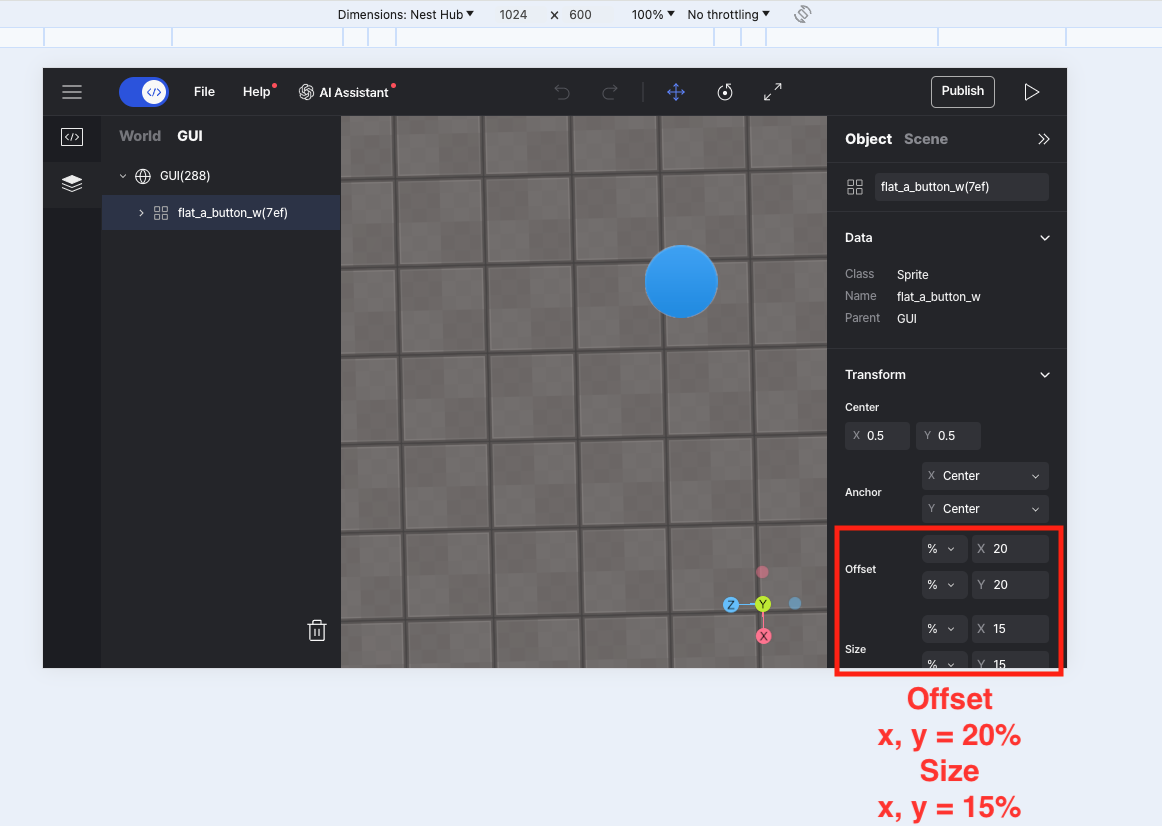 Dimensions: Nest Hub 1024 × 600 100% No throttling
File Help AI Assistant Publish
World GUI
GUI(288)
flat_a_button_w(7ef)
Z Y
X
Object Scene
flat_a_button_w(7ef)
Data
Class Sprite
Name flat_a_button_w
Parent GUI
Transform
Center
X 0.5 Y 0.5
Anchor
X Center
Y Center
Offset
% X 20
% Y 20
Size
% X 15
% Y 15
Offset
x, y = 20%
Size
x, y = 15%